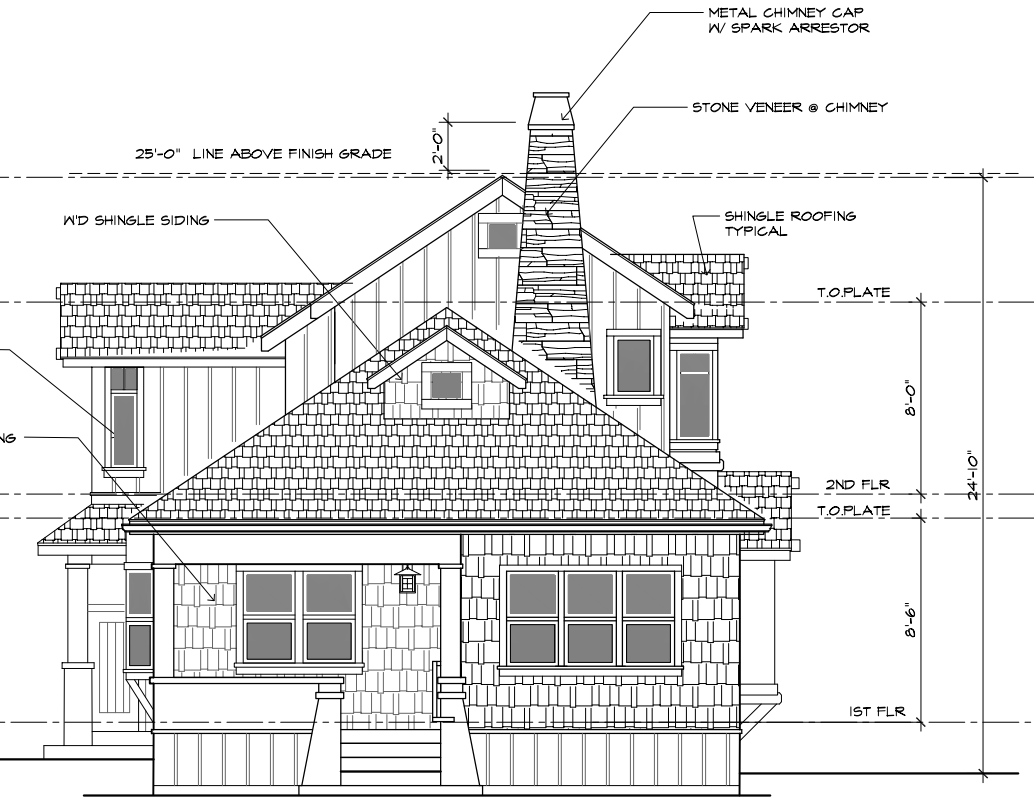 METAL CHIMNEY CAP
W/ SPARK ARRESTOR
STONE VENEER @ CHIMNEY
2'-0"
25'-0" LINE ABOVE FINISH GRADE
W'D SHINGLE SIDING
SHINGLE ROOFING
TYPICAL
T.O.PLATE
8'-0"
NG
24'-10"
2ND FLR
T.O.PLATE
8'-6"
1ST FLR